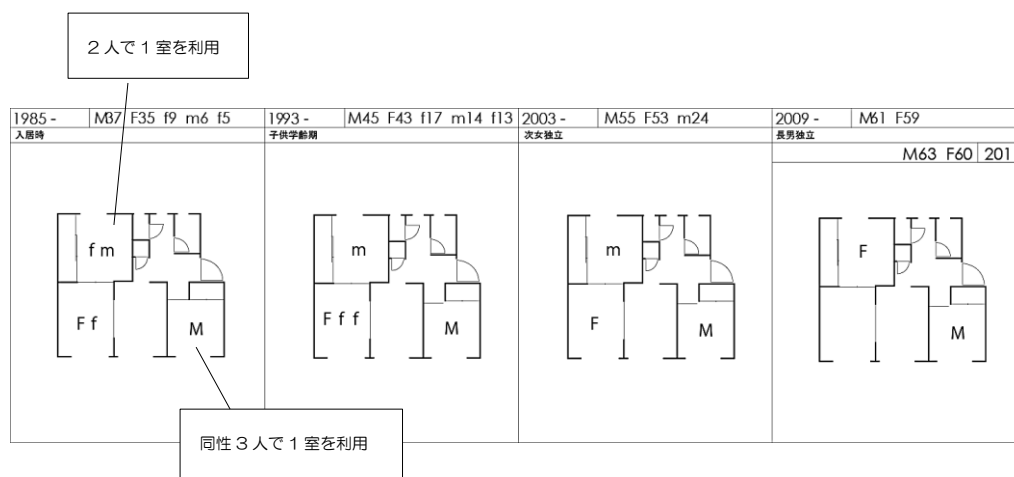 2人で1室を利用
1985 - M37 F35 f9 m6 f5
入居時
1993 - M45 F43 f17 m14 f13
子供学齢期
2003 - M55 F53 m24
次女独立
2009 - M61 F59
長男独立
M63 F60 201
f m
F f
M
m
F f f
M
m
F
M
F
M
同性3人で1室を利用